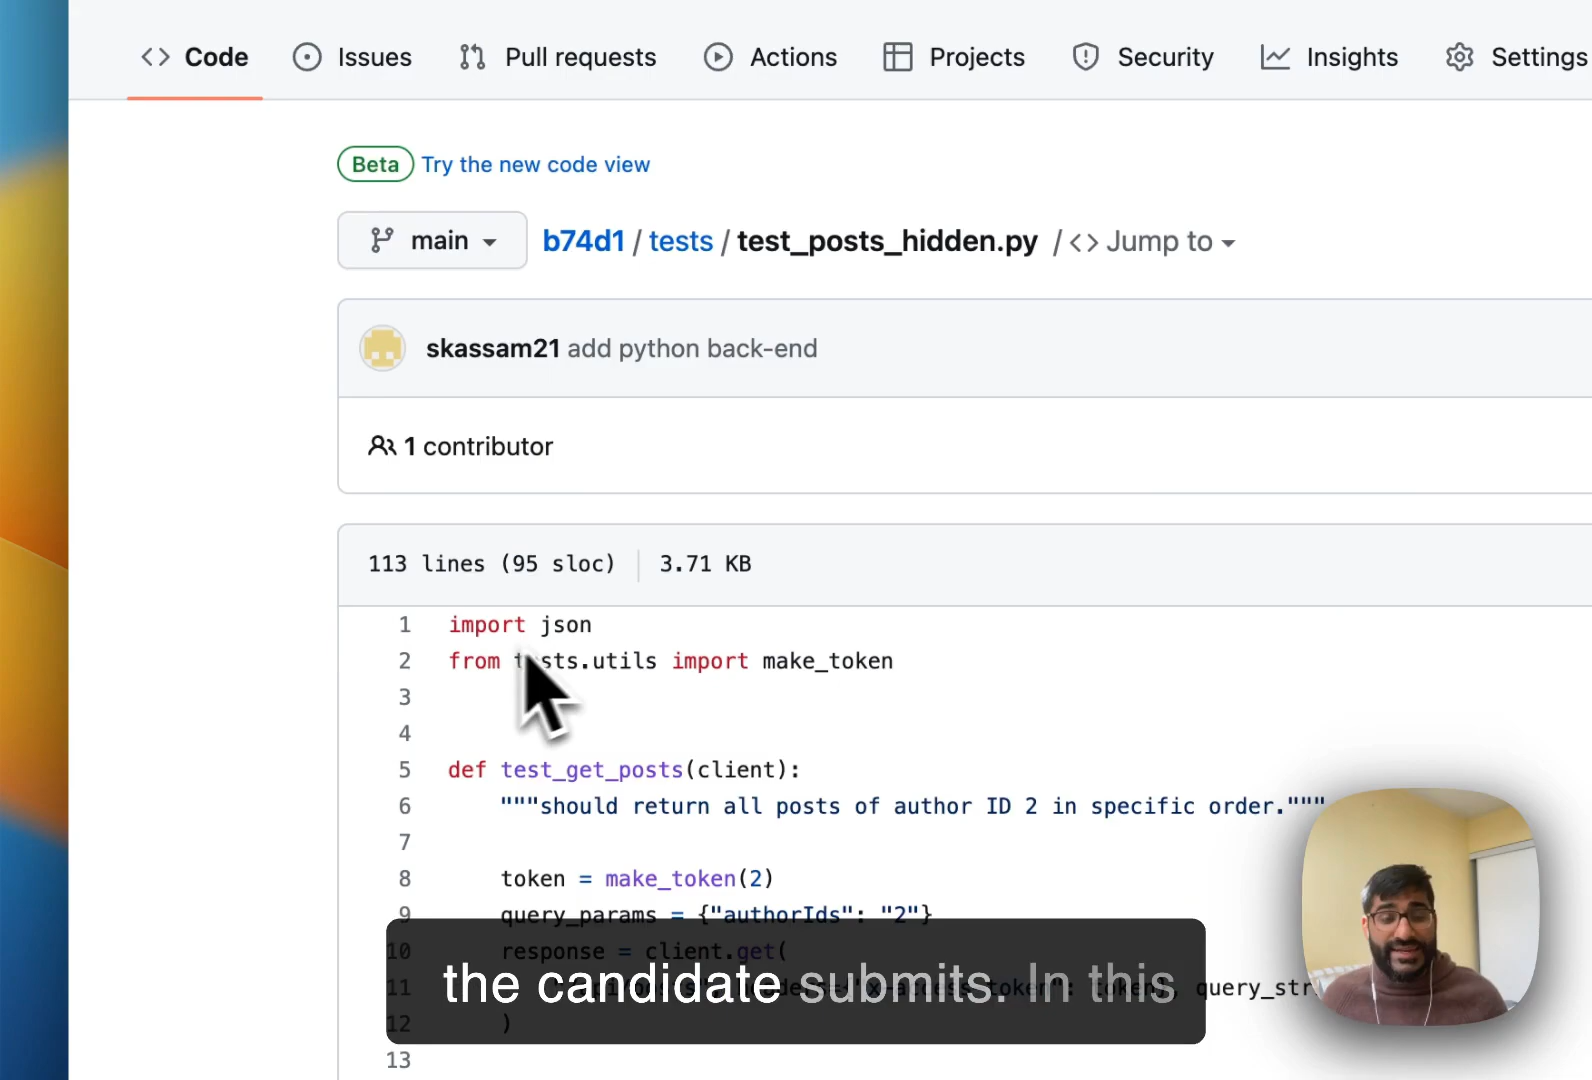 Code Issues Pull requests Actions Projects Security Insights Settings
Beta Try the new code view
main b74d1 / tests / test_posts_hidden.py / <> Jump to
skassam21 add python back-end
1 contributor
113 lines (95 sloc) 3.71 KB
1 import json
2 from tests.utils import make_token
3
4
5 def test_get_posts(client):
6 """should return all posts of author ID 2 in specific order."""
7
8 token = make_token(2)
9 query_params = {"authorIds": "2"}
10 response = client.get(
11 token}, query_str
12 )
the candidate submits. In this
13